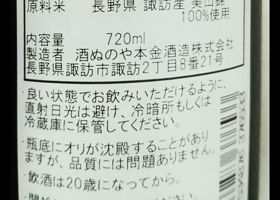 原料米 長野県 諏訪産 美山錦
100%使用
内容量 720ml
製造者 酒ぬのや本金酒造株式会社
長野県諏訪市諏訪2丁目8番21号
・良い状態でお飲みいただけるように、
直射日光は避け、冷暗所もしくは
冷蔵庫に保管してください。
・瓶底にオリが沈殿することがあり
ますが、品質には問題ありません。
・飲酒は20歳になってから。